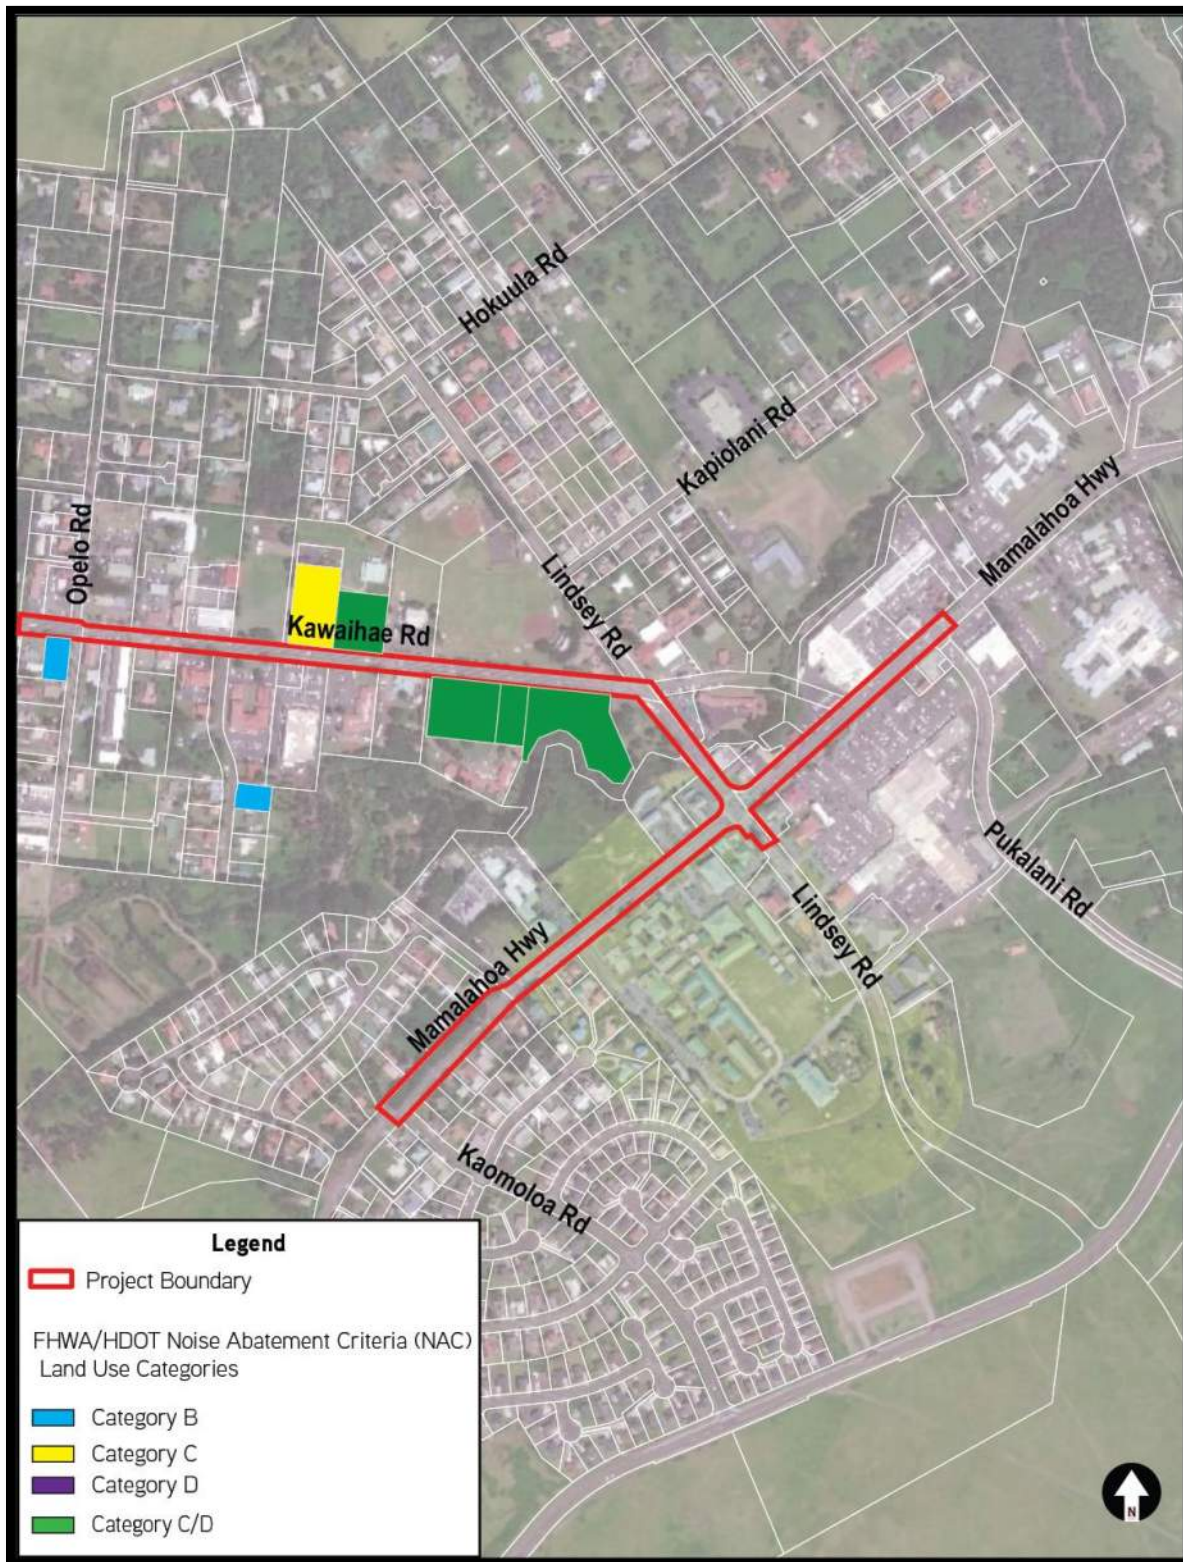 Hokuula Rd
Kapiolani Rd
Mamalahoa Hwy
Opelo Rd
Lindsey Rd
Kawaihae Rd
Pukalani Rd
Lindsey Rd
Mamalahoa Hwy
Kaomoloa Rd
Legend
Project Boundary
FHWA/HDOT Noise Abatement Criteria (NAC)
Land Use Categories
Category B
Category C
Category D
Category C/D
N